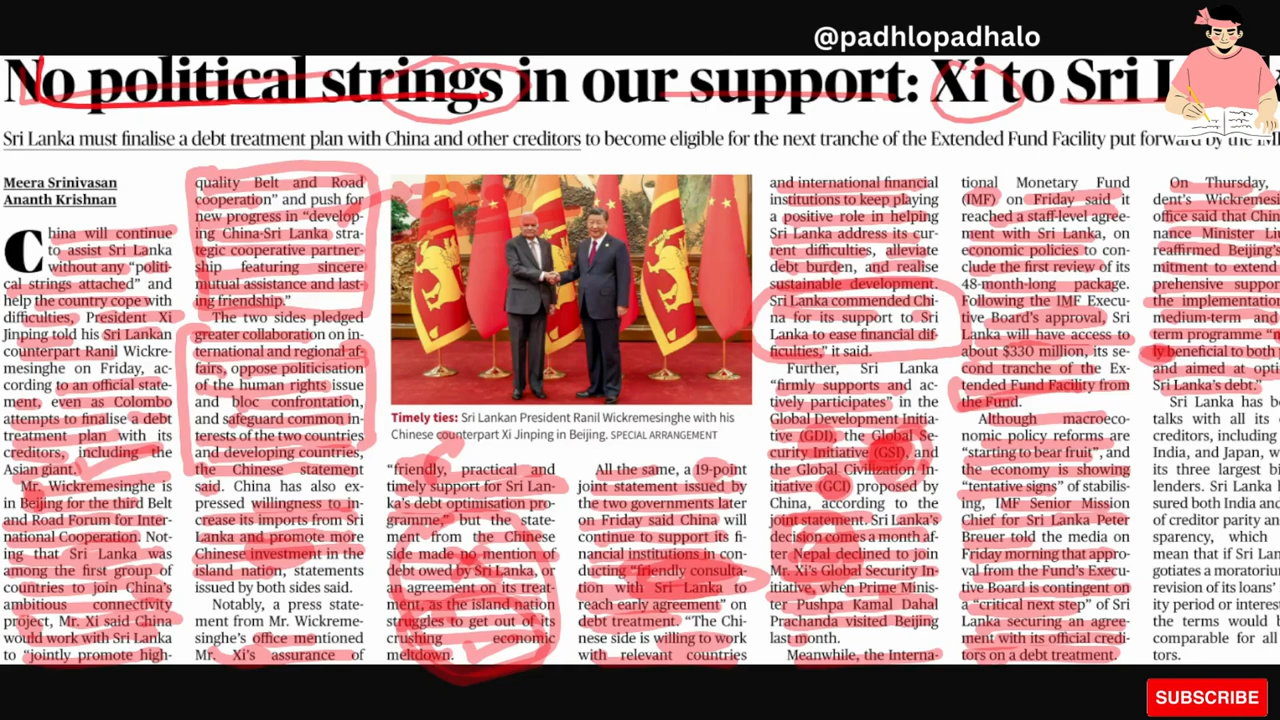 @padhlopadhalo
No political strings in our support: Xi to Sri
Sri Lanka must finalise a debt treatment plan with China and other creditors to become eligible for the next tranche of the Extended Fund Facility put forward by the IM
Meera Srinivasan
Ananth Krishnan
China will continue
to assist Sri Lanka
without any “politi-
cal strings attached” and
help the country cope with
difficulties, President Xi
Jinping told his Sri Lankan
counterpart Ranil Wickre-
mesinghe on Friday, ac-
cording to an official state-
ment, even as Colombo
attempts to finalise a debt
treatment plan with its
creditors, including the
Asian giant.
Mr. Wickremesinghe is
in Beijing for the third Belt
and Road Forum for Inter-
national Cooperation. Not-
ing that Sri Lanka was
among the first group of
countries to join China’s
ambitious connectivity
project, Mr. Xi said China
would work with Sri Lanka
to “jointly promote high-
quality Belt and Road
cooperation” and push for
new progress in “develop-
ing China-Sri Lanka stra-
tegic cooperative partner-
ship featuring sincere
mutual assistance and last-
ing friendship.”
The two sides pledged
greater collaboration on in-
ternational and regional af-
fairs, oppose politicisation
of the human rights issue
and bloc confrontation,
and safeguard common in-
terests of the two countries
and developing countries,
the Chinese statement
said. China has also ex-
pressed willingness to in-
crease its imports from Sri
Lanka and promote more
Chinese investment in the
island nation, statements
issued by both sides said.
Notably, a press state-
ment from Mr. Wickreme-
singhe’s office mentioned
Mr. Xi’s assurance of
Timely ties: Sri Lankan President Ranil Wickremesinghe with his
Chinese counterpart Xi Jinping in Beijing. SPECIAL ARRANGEMENT
“friendly, practical and
timely support for Sri Lan-
ka’s debt optimisation pro-
gramme,” but the state-
ment from the Chinese
side made no mention of
debt owed by Sri Lanka, or
an agreement on its treat-
ment, as the island nation
struggles to get out of its
crushing economic
meltdown.
All the same, a 19-point
joint statement issued by
the two governments later
on Friday said China will
continue to support its fi-
nancial institutions in con-
ducting “friendly consulta-
tion with Sri Lanka to
reach early agreement” on
debt treatment. “The Chi-
nese side is willing to work
with relevant countries
and international financial
institutions to keep playing
a positive role in helping
Sri Lanka address its cur-
rent difficulties, alleviate
debt burden, and realise
sustainable development.
Sri Lanka commended Chi-
na for its support to Sri
Lanka to ease financial dif-
ficulties,” it said.
Further, Sri Lanka
“firmly supports and ac-
tively participates” in the
Global Development Initia-
tive (GDI), the Global Se-
curity Initiative (GSI), and
the Global Civilization In-
itiative (GCI) proposed by
China, according to the
joint statement. Sri Lanka’s
decision comes a month af-
ter Nepal declined to join
Mr. Xi’s Global Security In-
itiative, when Prime Minis-
ter Pushpa Kamal Dahal
Prachanda visited Beijing
last month.
Meanwhile, the Interna-
tional Monetary Fund
(IMF) on Friday said it
reached a staff-level agree-
ment with Sri Lanka, on
economic policies to con-
clude the first review of its
48-month-long package.
Following the IMF Execu-
tive Board’s approval, Sri
Lanka will have access to
about $330 million, its se-
cond tranche of the Ex-
tended Fund Facility from
the Fund.
Although macroeco-
nomic policy reforms are
“starting to bear fruit”, and
the economy is showing
“tentative signs” of stabilis-
ing, IMF Senior Mission
Chief for Sri Lanka Peter
Breuer told the media on
Friday morning that appro-
val from the Fund’s Execu-
tive Board is contingent on
a “critical next step” of Sri
Lanka securing an agree-
ment with its official credi-
tors on a debt treatment.
On Thursday,
dent’s Wickremesi
office said that Chin
nance Minister Liu
reaffirmed Beijing’s
mitment to extend
prehensive suppor
the implementatio
medium-term and
term programme
ly beneficial to both
and aimed at opti
Sri Lanka’s debt.”
Sri Lanka has be
talks with all its
creditors, including
India, and Japan, w
its three largest bi
lenders. Sri Lanka
sured both India and
of creditor parity an
sparency, which
mean that if Sri Lan
gotiates a moratoriu
revision of its loans’
ity period or interes
the terms would b
comparable for all
tors.
SUBSCRIBE